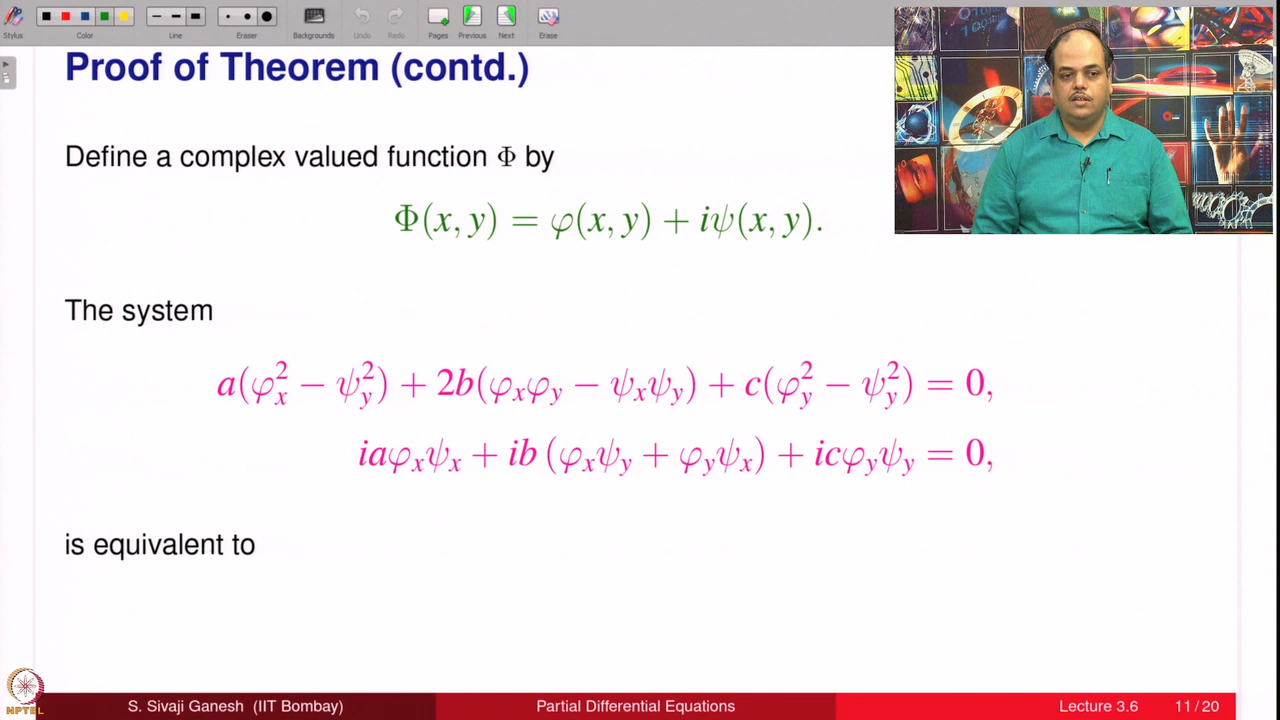 Stylus
Color
Line
Eraser
Backgrounds
Undo
Redo
Pages
Previous
Next
Erase
Proof of Theorem (contd.)
Define a complex valued function Φ by
Φ(x, y) = φ(x, y) + iψ(x, y).
The system
a(φ_x^2 − ψ_y^2) + 2b(φ_xφ_y − ψ_xψ_y) + c(φ_y^2 − ψ_y^2) = 0,
iaφ_xψ_x + ib (φ_xψ_y + φ_yψ_x) + icφ_yψ_y = 0,
is equivalent to
NPTEL
S. Sivaji Ganesh (IIT Bombay) Partial Differential Equations Lecture 3.6 11/20